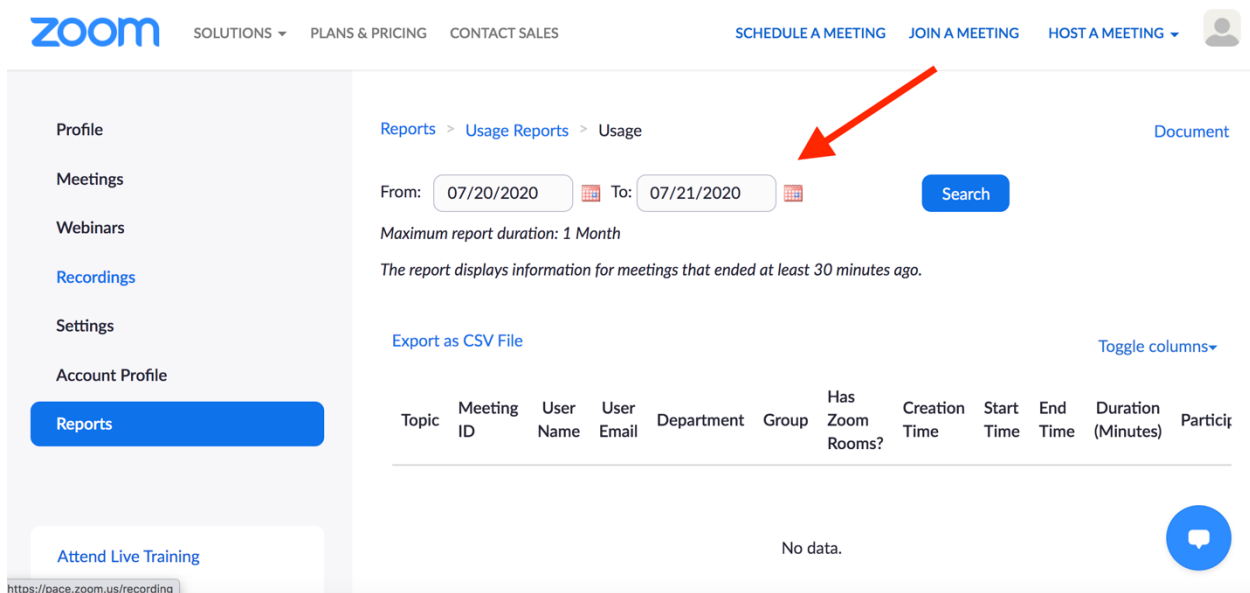 zoom SOLUTIONS PLANS & PRICING CONTACT SALES SCHEDULE A MEETING JOIN A MEETING HOST A MEETING
Profile
Meetings
Webinars
Recordings
Settings
Account Profile
Reports
Attend Live Training
https://pace.zoom.us/recording
Reports > Usage Reports > Usage
Document
From: 07/20/2020 To: 07/21/2020 Search
Maximum report duration: 1 Month
The report displays information for meetings that ended at least 30 minutes ago.
Export as CSV File
Toggle columns
Topic
Meeting
ID
User
Name
User
Email
Department
Group
Has
Zoom
Rooms?
Creation
Time
Start
Time
End
Time
Duration
(Minutes)
Particip
No data.